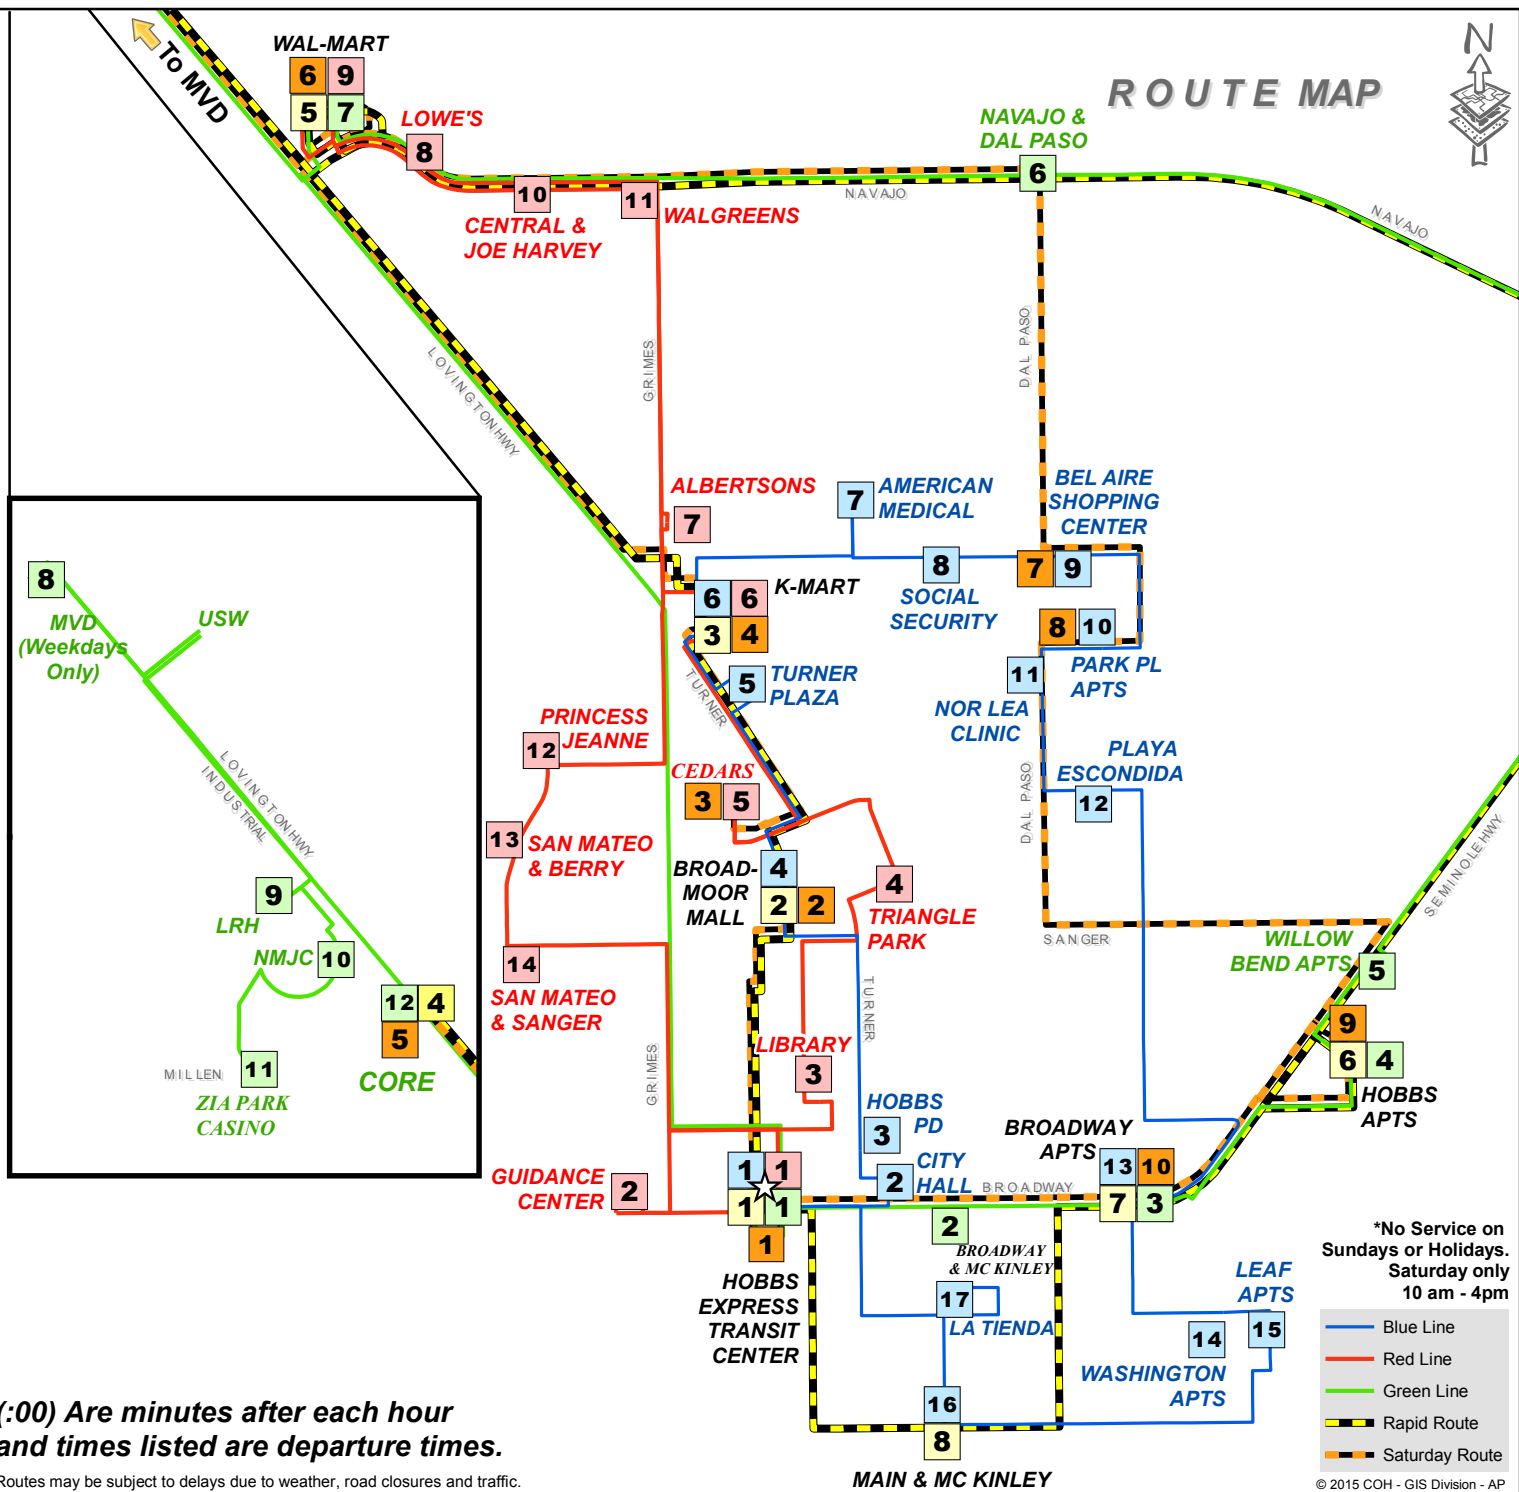 ROUTE MAP
N
To MVD
WAL-MART
6 9
5 7
LOWE'S
8
10
CENTRAL &
JOE HARVEY
11
WALGREENS
NAVAJO &
DAL PASO
6
NAVAJO
NAVAJO
LOVINGTON HWY
GRIMES
DAL PASO
ALBERTSONS
7
7
AMERICAN
MEDICAL
BEL AIRE
SHOPPING
CENTER
7 9
8
SOCIAL
SECURITY
K-MART
6 6
3 4
8 10
PARK PL
APTS
11
NOR LEA
CLINIC
5
TURNER
PLAZA
TURNER
PRINCESS
JEANNE
12
CEDARS
3 5
PLAYA
ESCONDIDA
12
DAL PASO
13
SAN MATEO
& BERRY
BROAD-
MOOR
MALL
4
2 2
4
TRIANGLE
PARK
SANGER
SEMINOLE HWY
WILLOW
BEND APTS
5
14
SAN MATEO
& SANGER
TURNER
9
6 4
HOBBS
APTS
LIBRARY
3
GRIMES
HOBBS
PD
3
CITY
HALL
2
BROADWAY
BROADWAY
APTS
13 10
7 3
GUIDANCE
CENTER
2
1 1
1 1
1
HOBBS
EXPRESS
TRANSIT
CENTER
2
BROADWAY
& MC KINLEY
17
LA TIENDA
14
WASHINGTON
APTS
LEAF
APTS
15
16
8
MAIN & MC KINLEY
8
MVD
(Weekdays
Only)
USW
LOVINGTON HWY
INDUSTRIAL
9
LRH
NMJC
10
12 4
5
CORE
MILLEN
11
ZIA PARK
CASINO
*No Service on
Sundays or Holidays.
Saturday only
10 am - 4pm
Blue Line
Red Line
Green Line
Rapid Route
Saturday Route
© 2015 COH - GIS Division - AP
(:00) Are minutes after each hour
and times listed are departure times.
Routes may be subject to delays due to weather, road closures and traffic.